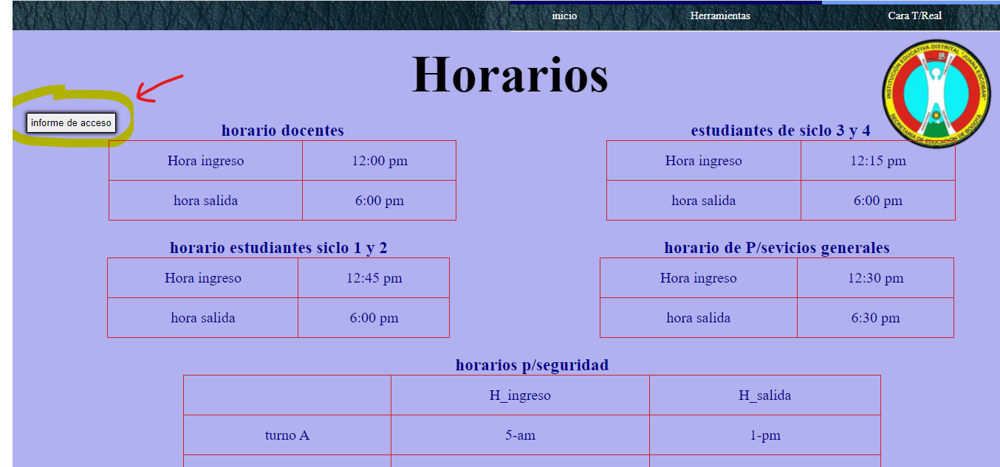 inicio Herramientas Cara T/Real
Horarios
INSTITUCIÓN EDUCATIVA DISTRITAL "JUANA ESCOBAR"
SECRETARIA DE EDUCACIÓN DE BOGOTA
informe de acceso
horario docentes
Hora ingreso 12:00 pm
hora salida 6:00 pm
estudiantes de siclo 3 y 4
Hora ingreso 12:15 pm
hora salida 6:00 pm
horario estudiantes siclo 1 y 2
Hora ingreso 12:45 pm
hora salida 6:00 pm
horario de P/sevicios generales
Hora ingreso 12:30 pm
hora salida 6:30 pm
horarios p/seguridad
H_ingreso H_salida
turno A 5-am 1-pm